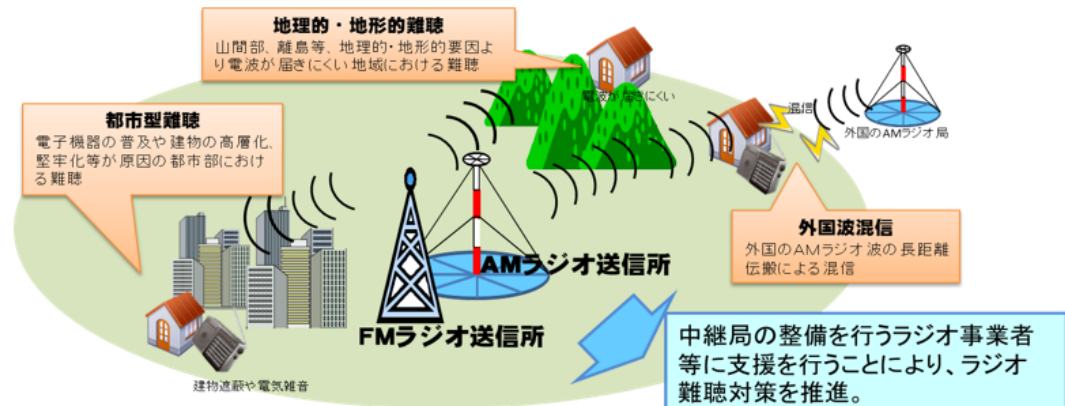 地理的・地形的難聴
山間部、離島等、地理的・地形的要因よ
り電波が届きにくい地域における難聴
電波が届きにくい
混信
外国のAMラジオ局
都市型難聴
電子機器の普及や建物の高層化、
堅牢化等が原因の都市部におけ
る難聴
外国波混信
外国のAMラジオ波の長距離
伝搬による混信
AMラジオ送信所
FMラジオ送信所
建物遮蔽や電気雑音
中継局の整備を行うラジオ事業者
等に支援を行うことにより、ラジオ
難聴対策を推進。